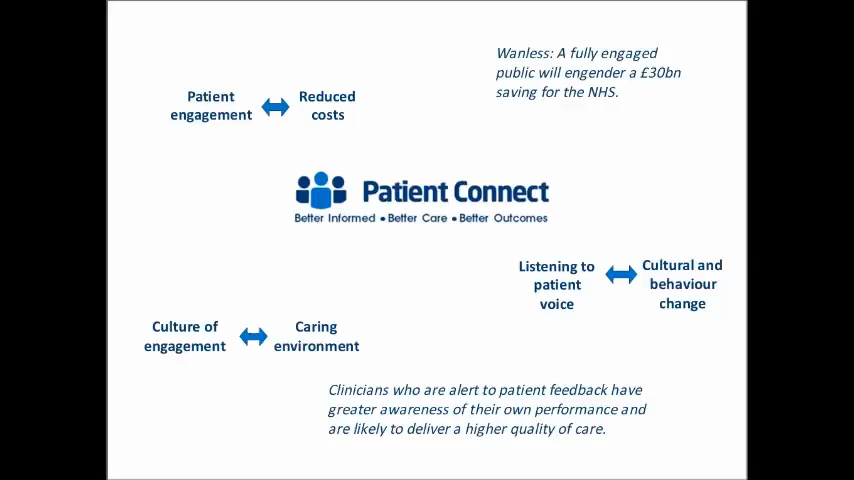 Wanless: A fully engaged
public will engender a £30bn
saving for the NHS.
Patient
engagement
Reduced
costs
Patient Connect
Better Informed • Better Care • Better Outcomes
Listening to
patient
voice
Cultural and
behaviour
change
Culture of
engagement
Caring
environment
Clinicians who are alert to patient feedback have
greater awareness of their own performance and
are likely to deliver a higher quality of care.